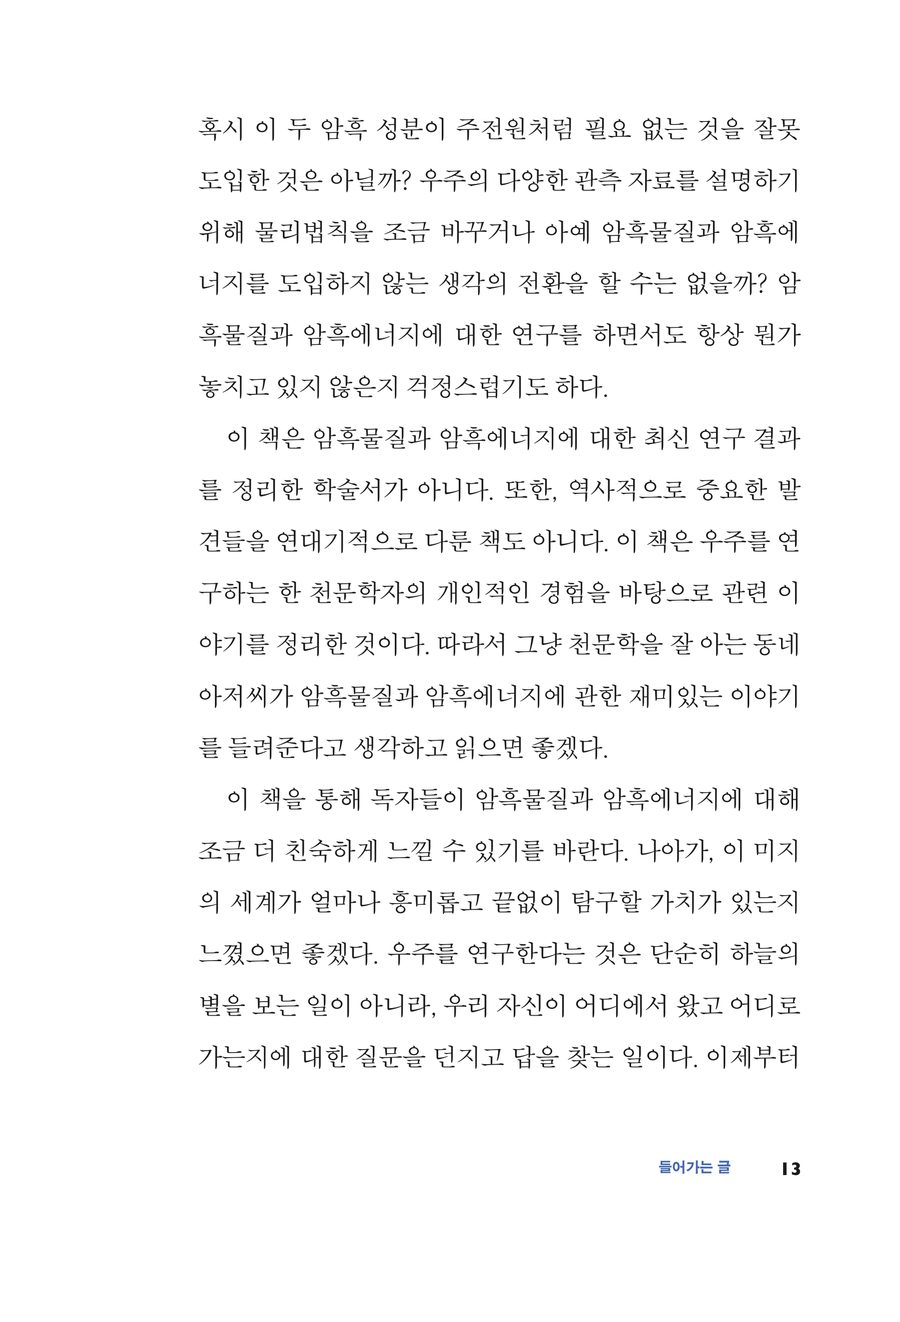 혹시 이 두 암흑 성분이 주전원처럼 필요 없는 것을 잘못
도입한 것은 아닐까? 우주의 다양한 관측 자료를 설명하기
위해 물리법칙을 조금 바꾸거나 아예 암흑물질과 암흑에
너지를 도입하지 않는 생각의 전환을 할 수는 없을까? 암
흑물질과 암흑에너지에 대한 연구를 하면서도 항상 뭔가
놓치고 있지 않은지 걱정스럽기도 하다.
이 책은 암흑물질과 암흑에너지에 대한 최신 연구 결과
를 정리한 학술서가 아니다. 또한, 역사적으로 중요한 발
견들을 연대기적으로 다룬 책도 아니다. 이 책은 우주를 연
구하는 한 천문학자의 개인적인 경험을 바탕으로 관련 이
야기를 정리한 것이다. 따라서 그냥 천문학을 잘 아는 동네
아저씨가 암흑물질과 암흑에너지에 관한 재미있는 이야기
를 들려준다고 생각하고 읽으면 좋겠다.
이 책을 통해 독자들이 암흑물질과 암흑에너지에 대해
조금 더 친숙하게 느낄 수 있기를 바란다. 나아가, 이 미지
의 세계가 얼마나 흥미롭고 끝없이 탐구할 가치가 있는지
느꼈으면 좋겠다. 우주를 연구한다는 것은 단순히 하늘의
별을 보는 일이 아니라, 우리 자신이 어디에서 왔고 어디로
가는지에 대한 질문을 던지고 답을 찾는 일이다. 이제부터
들어가는 글 13